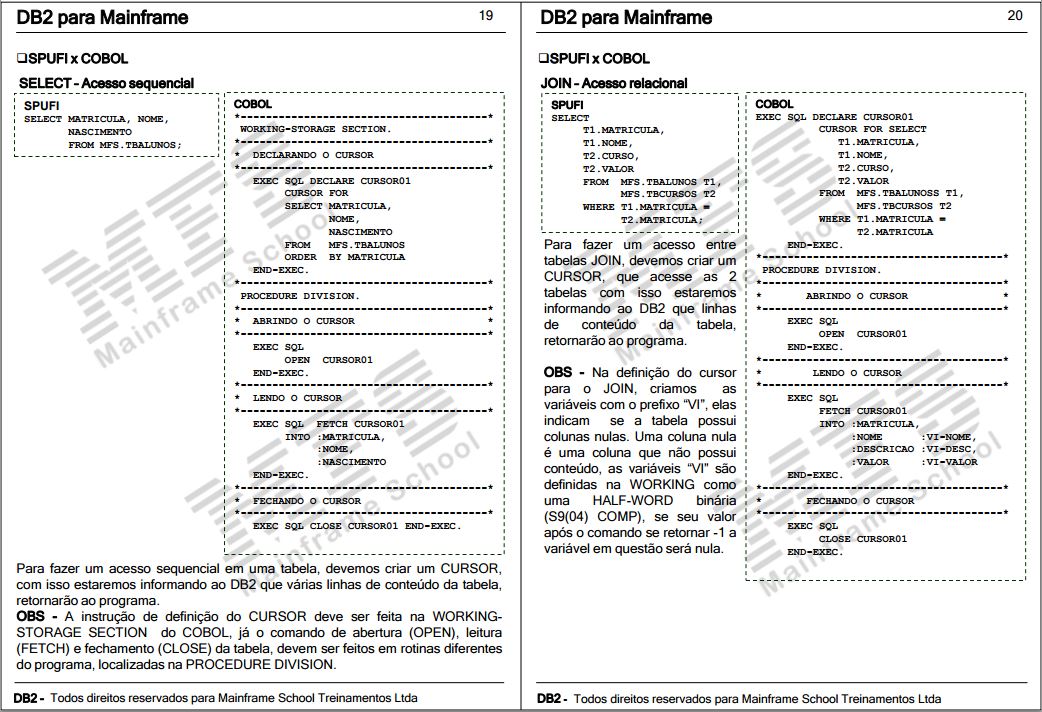 DB2 para Mainframe 19
❑SPUFI x COBOL
SELECT - Acesso sequencial
SPUFI
SELECT MATRICULA, NOME,
NASCIMENTO
FROM MFS.TBALUNOS;
COBOL
*---------------------------------------*
WORKING-STORAGE SECTION.
*---------------------------------------*
* DECLARANDO O CURSOR
*---------------------------------------*
EXEC SQL DECLARE CURSOR01
CURSOR FOR
SELECT MATRICULA,
NOME,
NASCIMENTO
FROM MFS.TBALUNOS
ORDER BY MATRICULA
END-EXEC.
*---------------------------------------*
PROCEDURE DIVISION.
*---------------------------------------*
* ABRINDO O CURSOR *
*---------------------------------------*
EXEC SQL
OPEN CURSOR01
END-EXEC.
*---------------------------------------*
* LENDO O CURSOR
*---------------------------------------*
EXEC SQL FETCH CURSOR01
INTO :MATRICULA,
:NOME,
:NASCIMENTO
END-EXEC.
*---------------------------------------*
* FECHANDO O CURSOR
*---------------------------------------*
EXEC SQL CLOSE CURSOR01 END-EXEC.
Para fazer um acesso sequencial em uma tabela, devemos criar um CURSOR,
com isso estaremos informando ao DB2 que várias linhas de conteúdo da tabela,
retornarão ao programa.
OBS - A instrução de definição do CURSOR deve ser feita na WORKING-
STORAGE SECTION do COBOL, já o comando de abertura (OPEN), leitura
(FETCH) e fechamento (CLOSE) da tabela, devem ser feitos em rotinas diferentes
do programa, localizadas na PROCEDURE DIVISION.
DB2 - Todos direitos reservados para Mainframe School Treinamentos Ltda
DB2 para Mainframe 20
❑SPUFI x COBOL
JOIN - Acesso relacional
SPUFI
SELECT
T1.MATRICULA,
T1.NOME,
T2.CURSO,
T2.VALOR
FROM MFS.TBALUNOS T1,
MFS.TBCURSOS T2
WHERE T1.MATRICULA =
T2.MATRICULA;
Para fazer um acesso entre
tabelas JOIN, devemos criar um
CURSOR, que acesse as 2
tabelas com isso estaremos
informando ao DB2 que linhas
de conteúdo da tabela,
retornarão ao programa.
OBS - Na definição do cursor
para o JOIN, criamos as
variáveis com o prefixo “VI”, elas
indicam se a tabela possui
colunas nulas. Uma coluna nula
é uma coluna que não possui
conteúdo, as variáveis “VI” são
definidas na WORKING como
uma HALF-WORD binária
(S9(04) COMP), se seu valor
após o comando se retornar -1 a
variável em questão será nula.
COBOL
EXEC SQL DECLARE CURSOR01
CURSOR FOR SELECT
T1.MATRICULA,
T1.NOME,
T2.CURSO,
T2.VALOR
FROM MFS.TBALUNOSS T1,
MFS.TBCURSOS T2
WHERE T1.MATRICULA =
T2.MATRICULA
END-EXEC.
*---------------------------------------*
PROCEDURE DIVISION.
*---------------------------------------*
* ABRINDO O CURSOR *
*---------------------------------------*
EXEC SQL
OPEN CURSOR01
END-EXEC.
*---------------------------------------*
* LENDO O CURSOR
*---------------------------------------*
EXEC SQL
FETCH CURSOR01
INTO :MATRICULA,
:NOME :VI-NOME,
:DESCRICAO :VI-DESC,
:VALOR :VI-VALOR
END-EXEC.
*---------------------------------------*
* FECHANDO O CURSOR
*---------------------------------------*
EXEC SQL
CLOSE CURSOR01
END-EXEC.
DB2 - Todos direitos reservados para Mainframe School Treinamentos Ltda
Mainframe School
Mainframe School
Mainframe School
Mainframe School